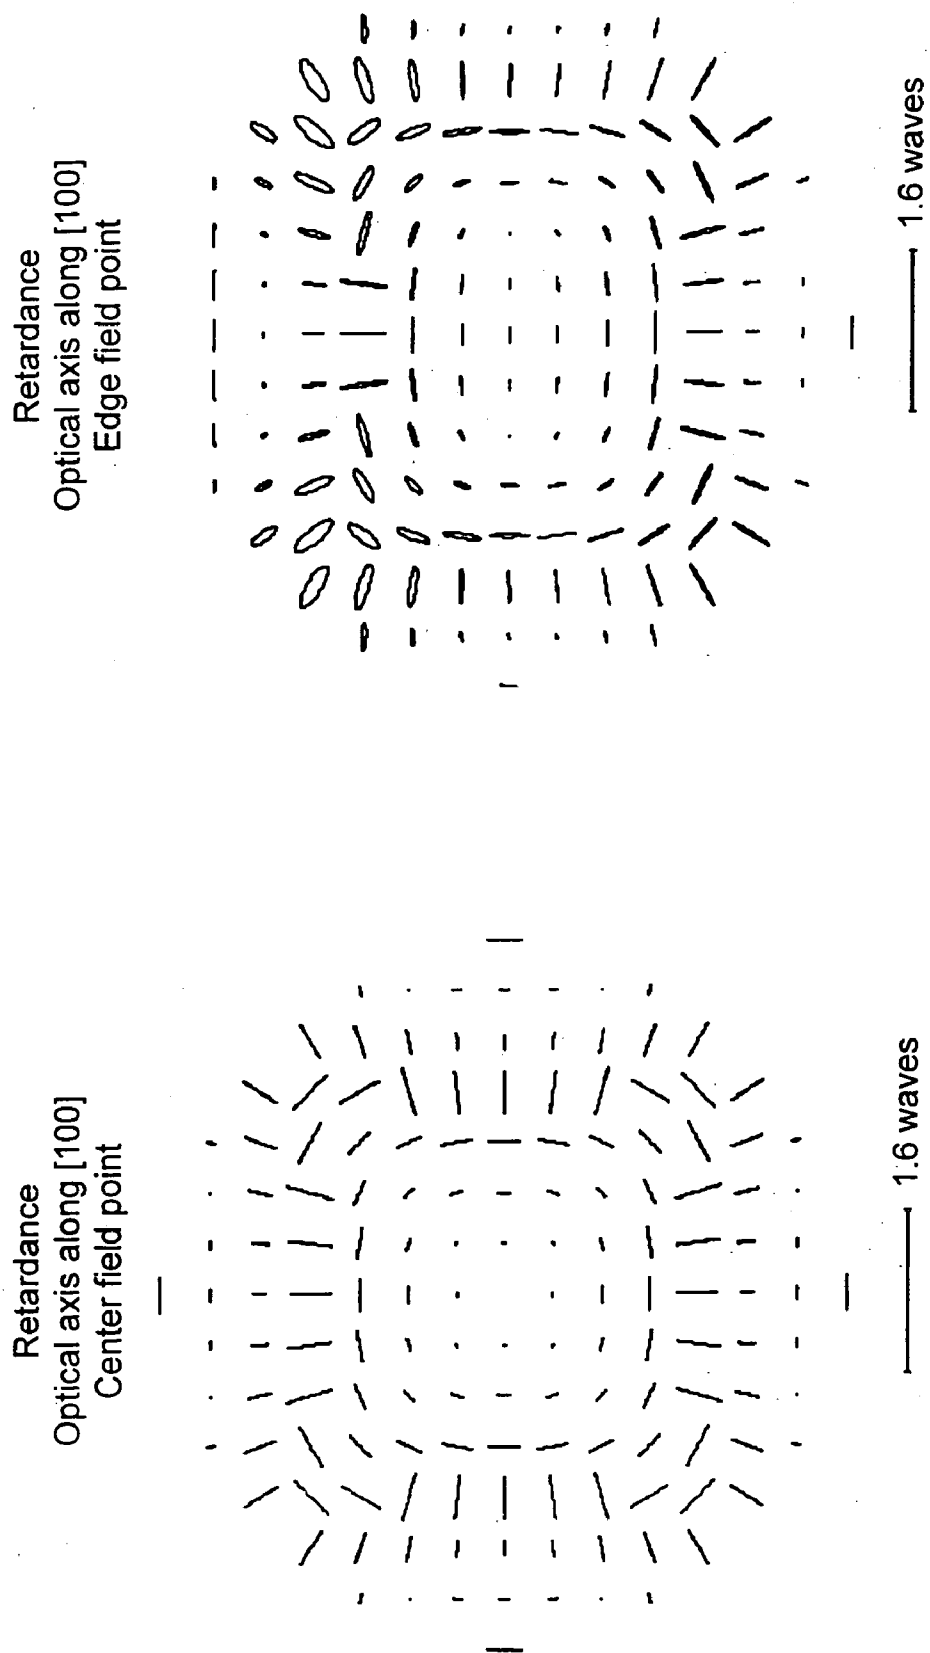 Retardance
Optical axis along [100]
Center field point
1.6 waves
Retardance
Optical axis along [100]
Edge field point
1.6 waves